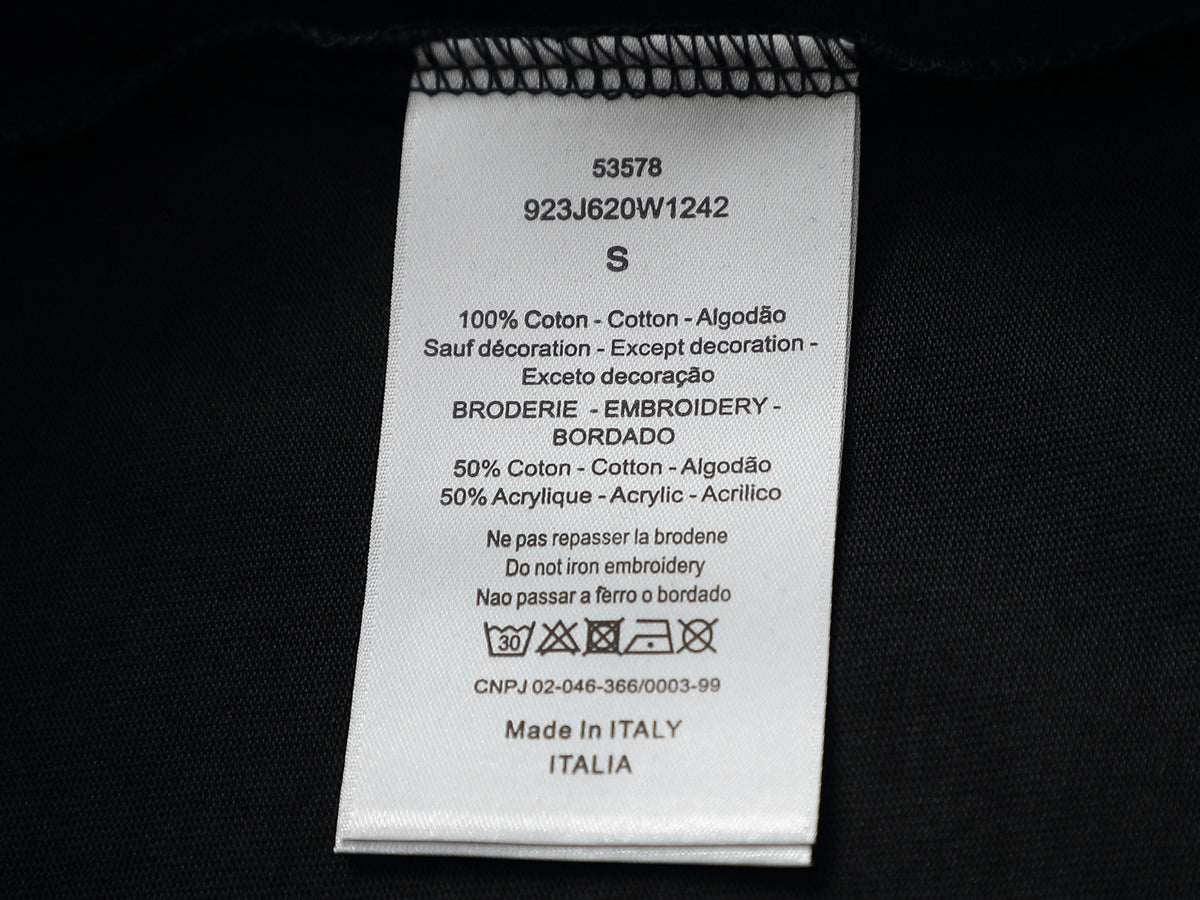 53578
923J620W1242
S
100% Coton - Cotton - Algodão
Sauf décoration - Except decoration -
Exceto decoração
BRODERIE - EMBROIDERY -
BORDADO
50% Coton - Cotton - Algodão
50% Acrylique - Acrylic - Acrilico
Ne pas repasser la brodene
Do not iron embroidery
Nao passar a ferro o bordado
30
CNPJ 02-046-366/0003-99
Made In ITALY
ITALIA